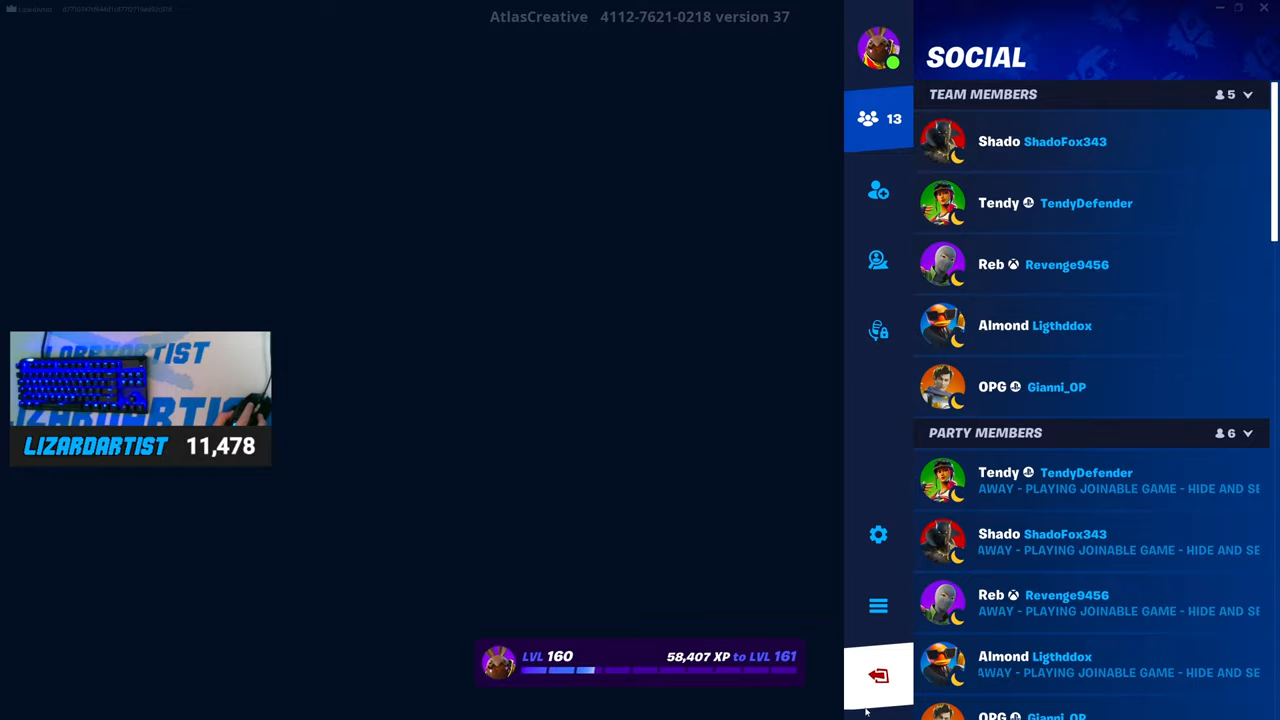 LizardArtist
AtlasCreative 4112-7621-0218 version 37
SOCIAL
13
TEAM MEMBERS 5
Shado ShadoFox343
Tendy TendyDefender
Reb Revenge9456
Almond Ligthddox
OPG Gianni_OP
PARTY MEMBERS 6
Tendy TendyDefender
AWAY - PLAYING JOINABLE GAME - HIDE AND SE
Shado ShadoFox343
AWAY - PLAYING JOINABLE GAME - HIDE AND SE
Reb Revenge9456
AWAY - PLAYING JOINABLE GAME - HIDE AND SE
Almond Ligthddox
AWAY - PLAYING JOINABLE GAME - HIDE AND SE
OPG Gianni_OP
LIZARDARTIST 11,478
LVL 160 58,407 XP to LVL 161